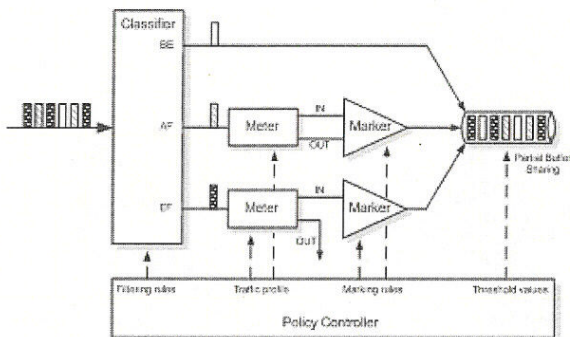 Classifier
BE
AF
Meter
IN
OUT
Marker
Partial Buffer
Sharing
EF
Meter
IN
OUT
Marker
Filtering rules
Traffic profile
Marking rules
Threshold values
Policy Controller